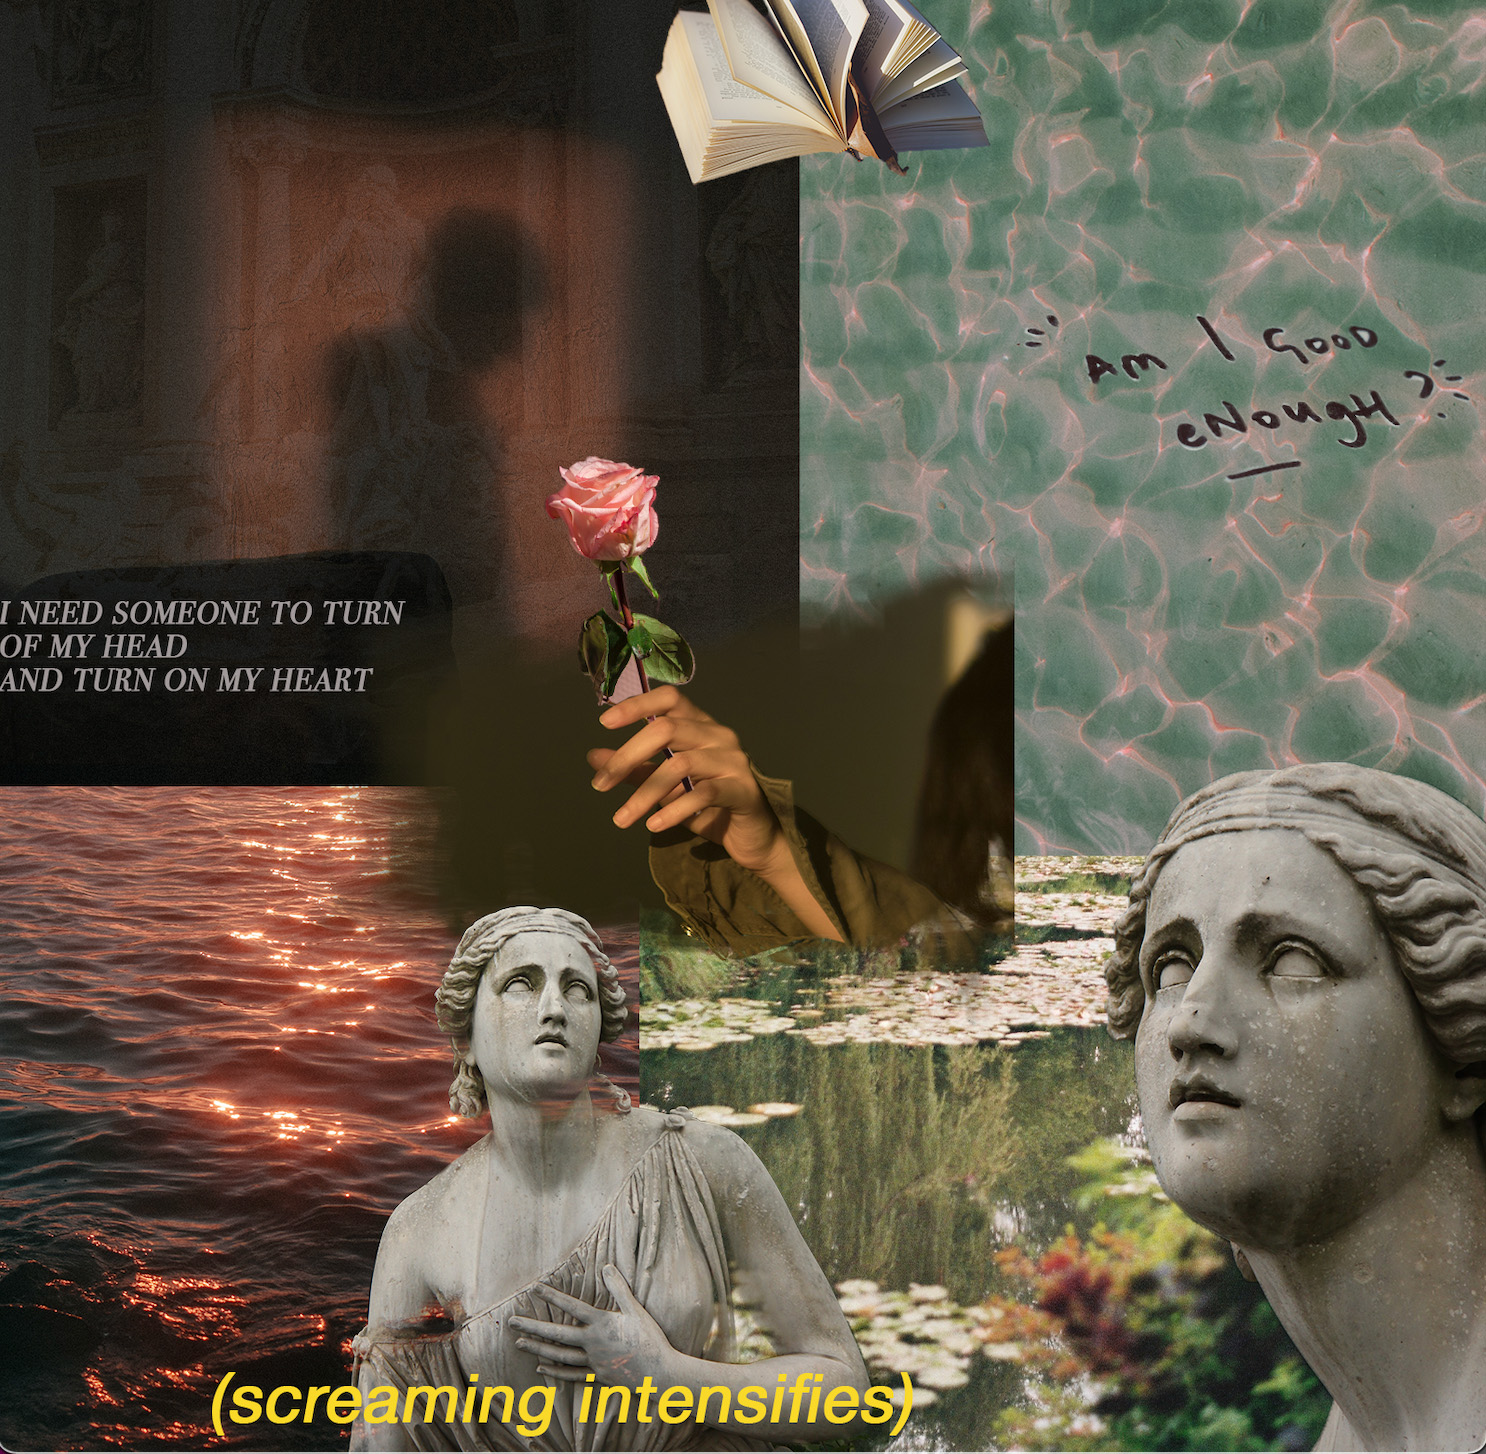 Am I Good
eNougH?
I NEED SOMEONE TO TURN
OF MY HEAD
AND TURN ON MY HEART
(screaming intensifies)